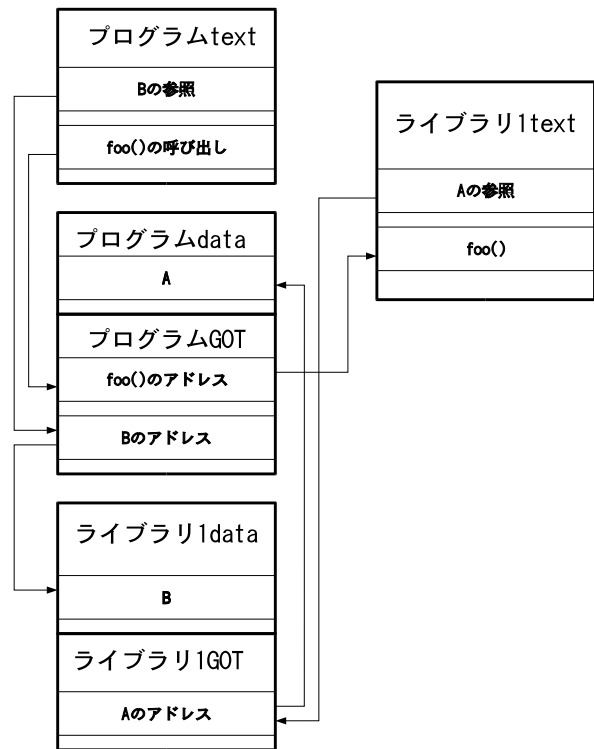 プログラムtext
Bの参照
foo()の呼び出し
プログラムdata
A
プログラムGOT
foo()のアドレス
Bのアドレス
ライブラリ1data
B
ライブラリ1GOT
Aのアドレス
ライブラリ1text
Aの参照
foo()